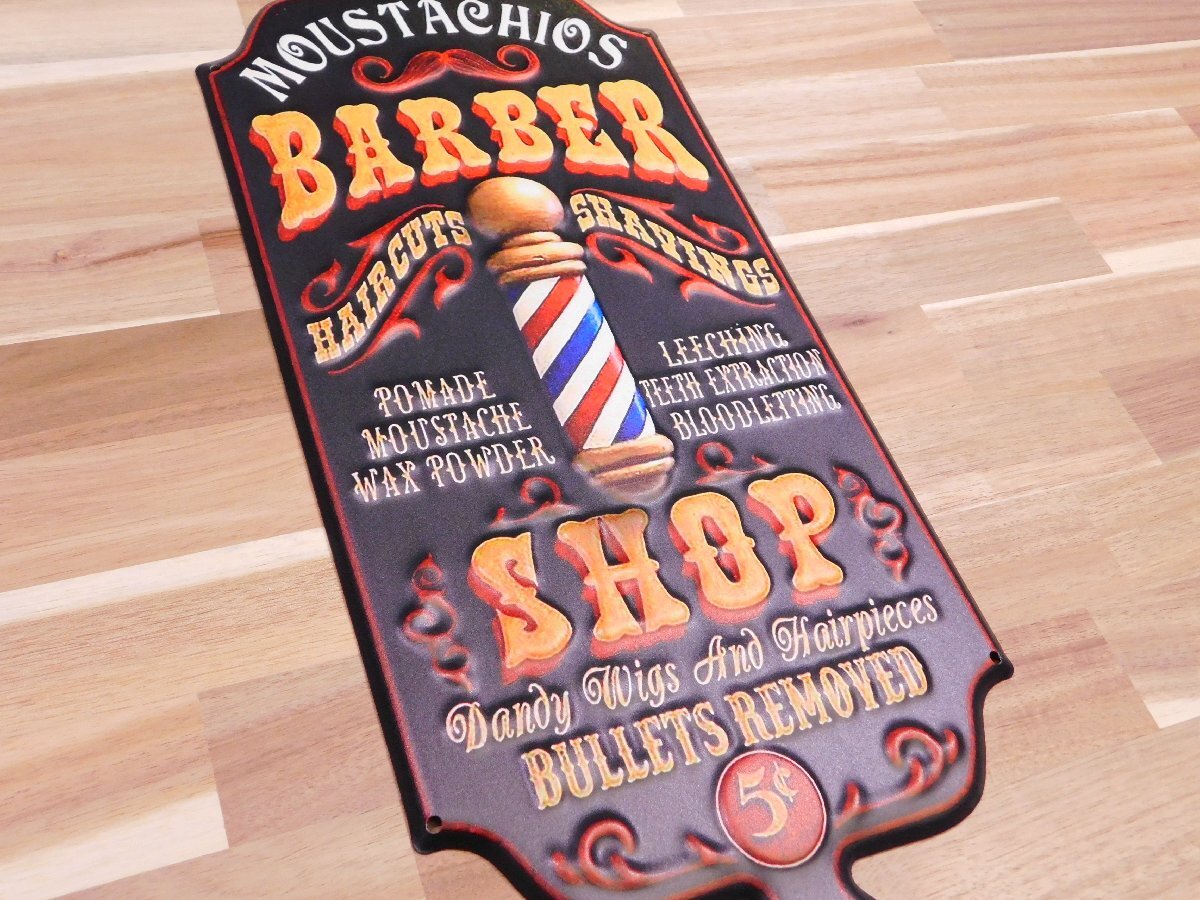 MOUSTACHIOS
BARBER
HAIRCUTS
SHAVINGS
POMADE
MOUSTACHE
WAX POWDER
LEECHING
TEETH EXTRACTION
BLOODLETTING
SHOP
Dandy Wigs And Hairpieces
BULLETS REMOVED
5¢